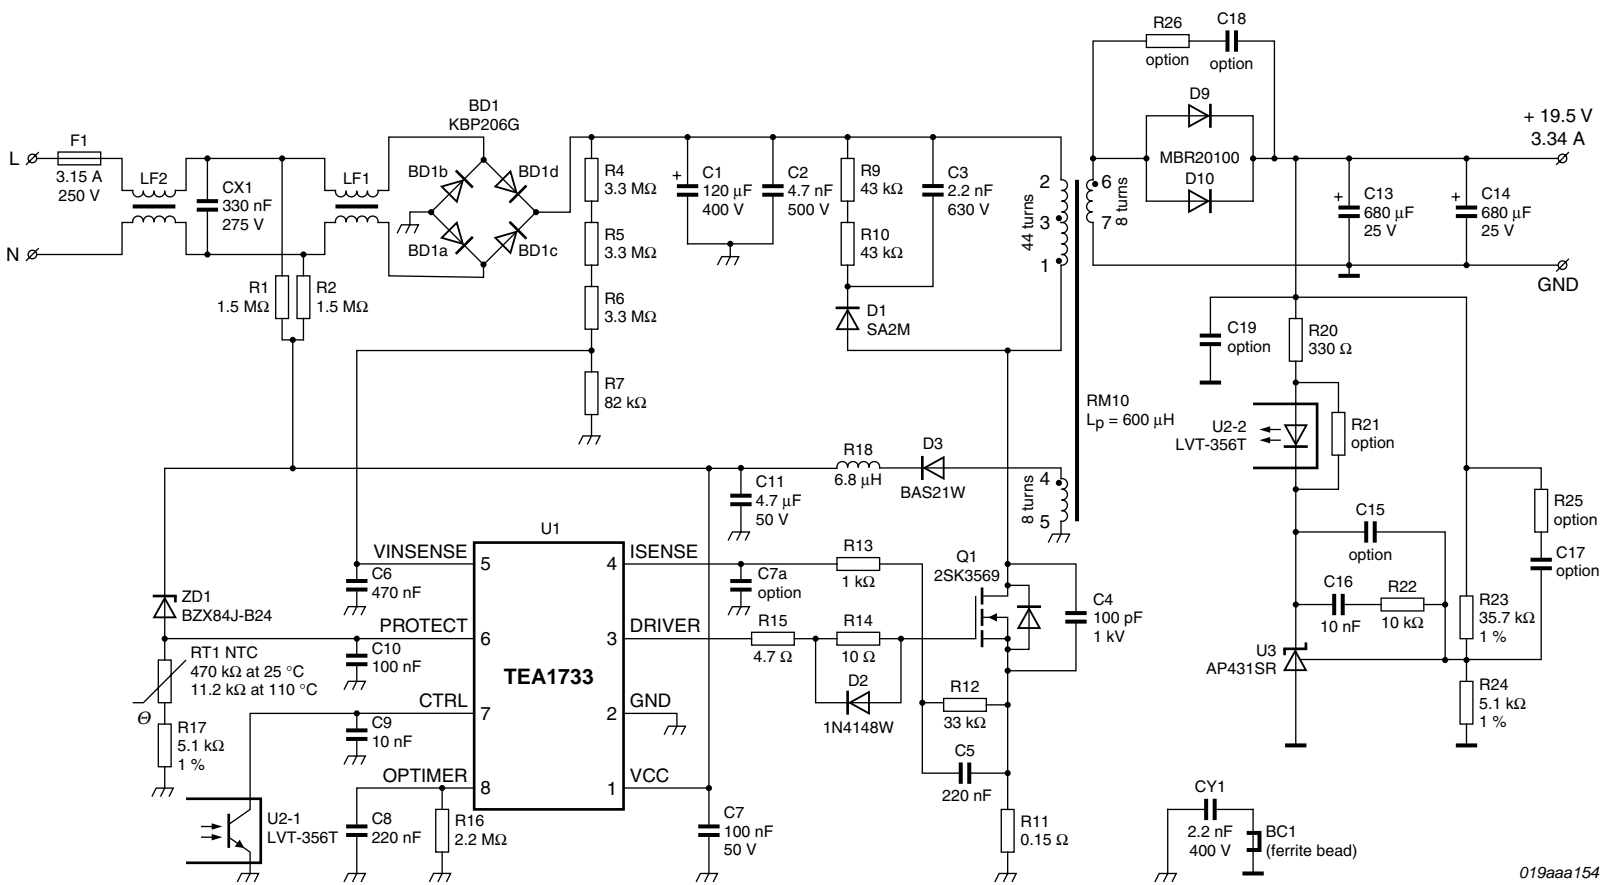 R26
option
C18
option
D9
MBR20100
D10
+ 19.5 V
3.34 A
BD1
KBP206G
L
F1
3.15 A
250 V
LF2
CX1
330 nF
275 V
LF1
BD1b
BD1d
BD1a
BD1c
N
R4
3.3 MΩ
R5
3.3 MΩ
R6
3.3 MΩ
R7
82 kΩ
+
C1
120 μF
400 V
C2
4.7 nF
500 V
R9
43 kΩ
R10
43 kΩ
C3
2.2 nF
630 V
D1
SA2M
2
3
1
44 turns
6
7
8 turns
+
C13
680 μF
25 V
+
C14
680 μF
25 V
GND
R1
1.5 MΩ
R2
1.5 MΩ
C19
option
R20
330 Ω
RM10
Lp = 600 μH
U2-2
LVT-356T
R21
option
R18
6.8 μH
D3
BAS21W
4
5
8 turns
C11
4.7 μF
50 V
R25
option
C17
option
C15
option
C16
10 nF
R22
10 kΩ
R23
35.7 kΩ
1 %
U3
AP431SR
R24
5.1 kΩ
1 %
U1
TEA1733
VINSENSE
5
PROTECT
6
CTRL
7
OPTIMER
8
4
ISENSE
3
DRIVER
2
GND
1
VCC
C6
470 nF
C10
100 nF
C9
10 nF
C8
220 nF
R16
2.2 MΩ
ZD1
BZX84J-B24
RT1 NTC
470 kΩ at 25 °C
11.2 kΩ at 110 °C
Θ
R17
5.1 kΩ
1 %
U2-1
LVT-356T
C7a
option
R13
1 kΩ
R15
4.7 Ω
R14
10 Ω
D2
1N4148W
Q1
2SK3569
C4
100 pF
1 kV
R12
33 kΩ
C5
220 nF
R11
0.15 Ω
C7
100 nF
50 V
CY1
2.2 nF
400 V
BC1
(ferrite bead)
019aaa154